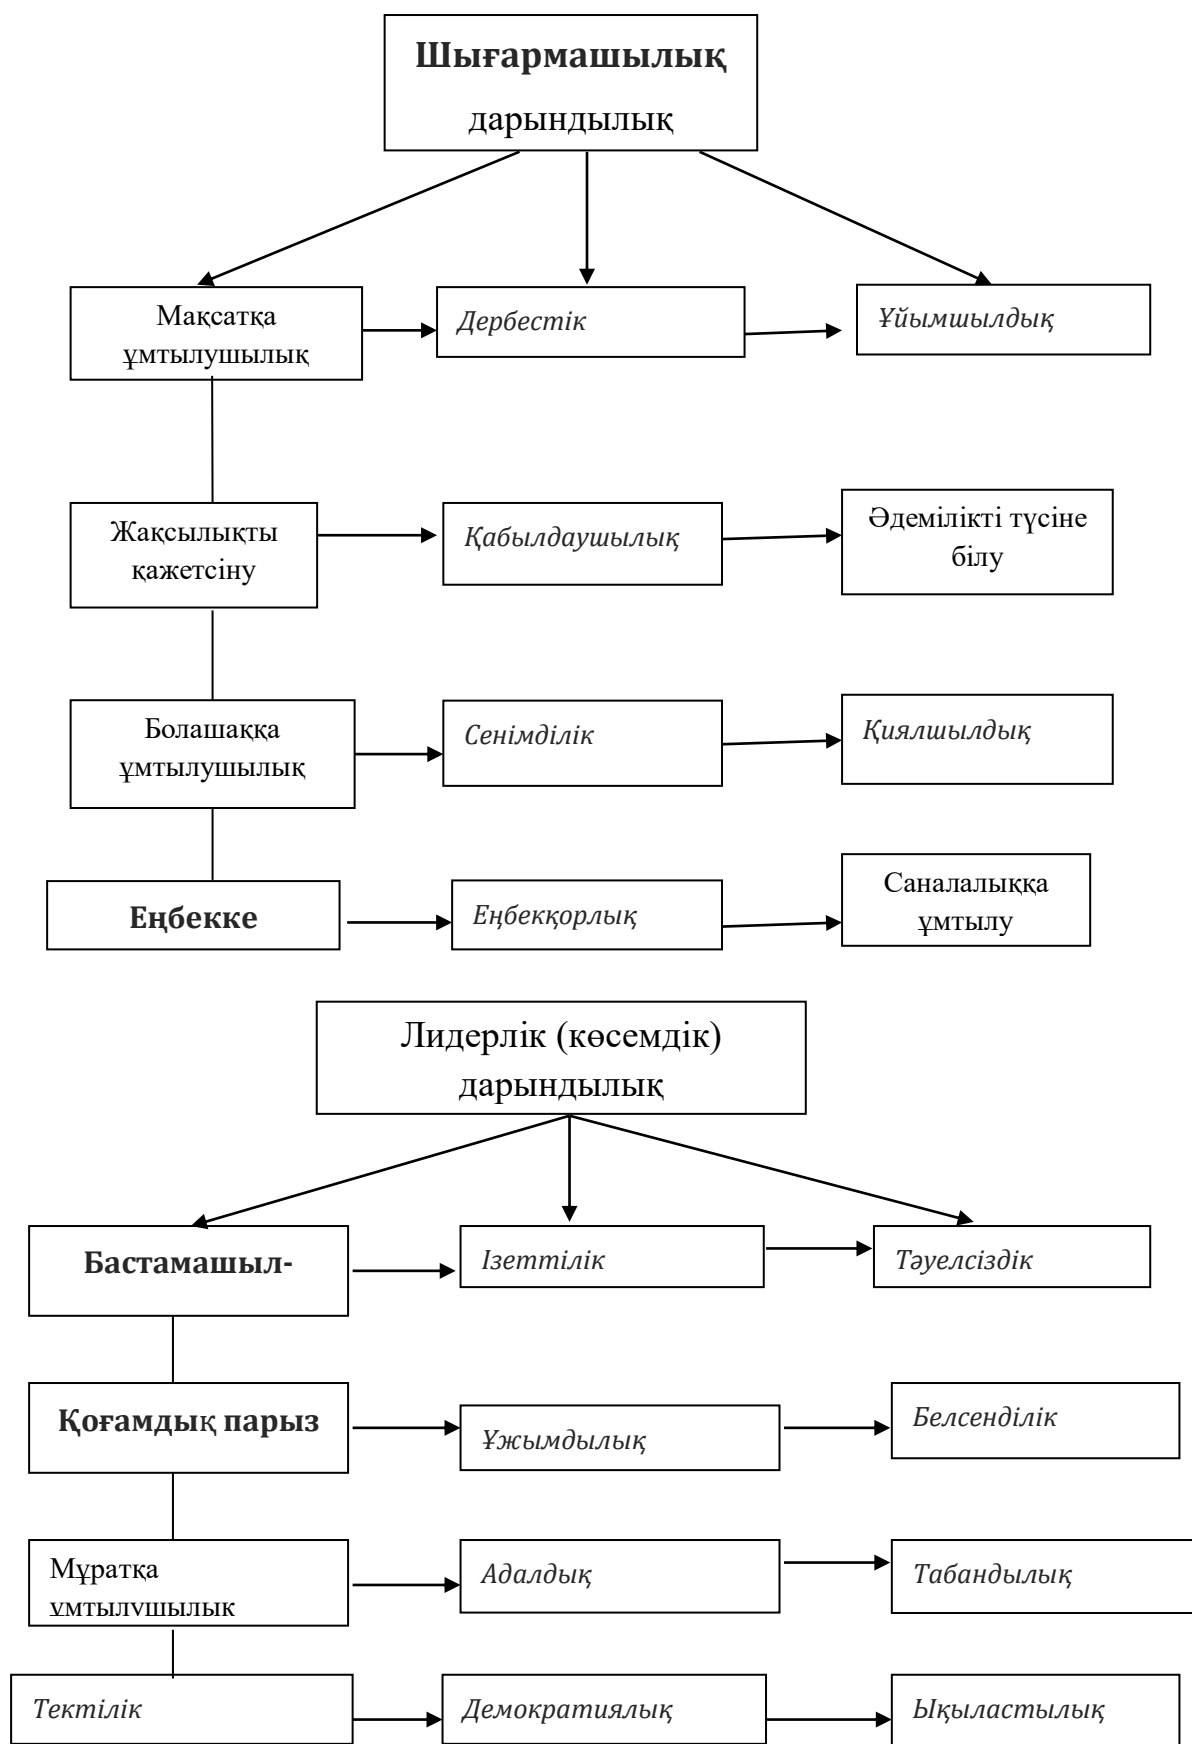 Шығармашылық
дарындылық
Мақсатқа
ұмтылушылық
Дербестік
Ұйымшылдық
Жақсылықты
қажетсіну
Қабылдаушылық
Әдемілікті түсіне
білу
Болашаққа
ұмтылушылық
Сенімділік
Қиялшылдық
Еңбекке
Еңбекқорлық
Саналалыққа
ұмтылу
Лидерлік (көсемдік)
дарындылық
Бастамашыл-
Ізеттілік
Тәуелсіздік
Қоғамдық парыз
Ұжымдылық
Белсенділік
Мұратқа
ұмтылушылық
Адалдық
Табандылық
Тектілік
Демократиялық
Ықыластылық